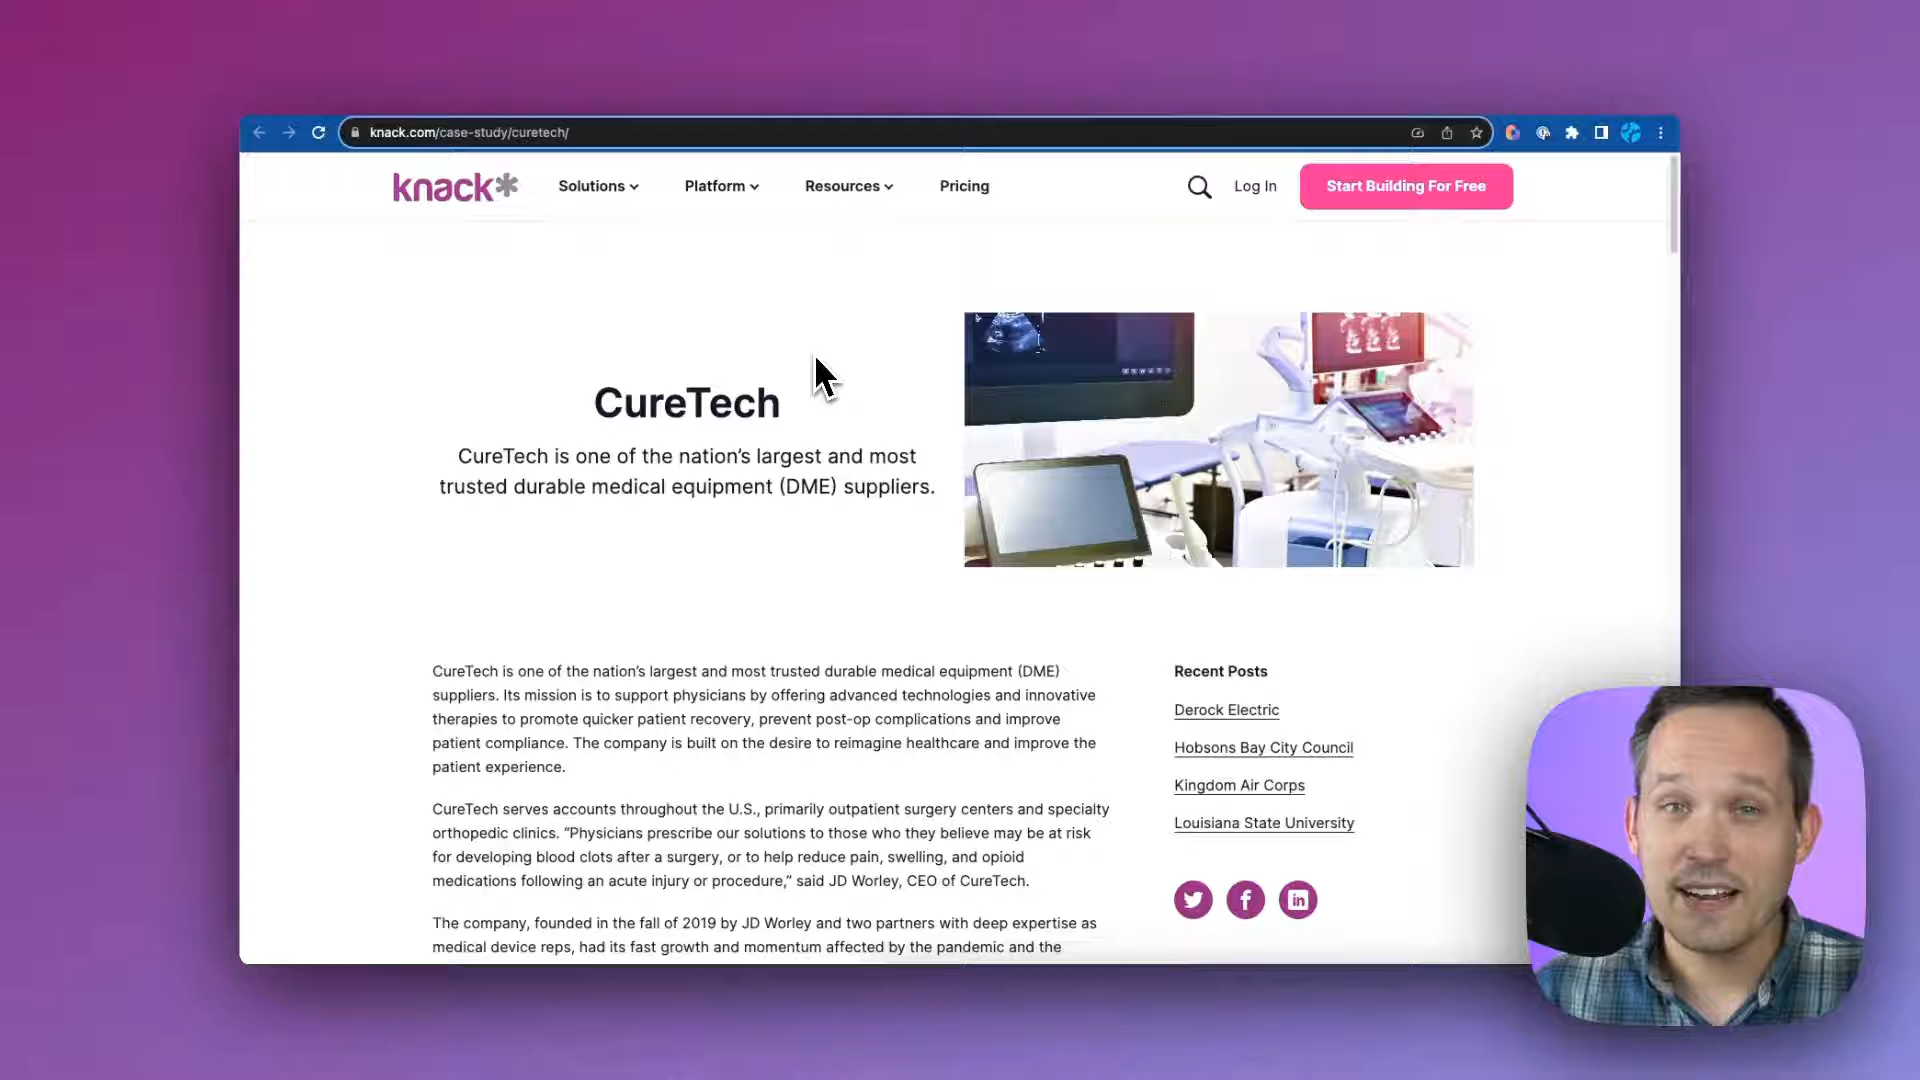 knack.com/case-study/curetech/
knack* Solutions Platform Resources Pricing Log In Start Building For Free
CureTech
CureTech is one of the nation’s largest and most
trusted durable medical equipment (DME) suppliers.
CureTech is one of the nation’s largest and most trusted durable medical equipment (DME)
suppliers. Its mission is to support physicians by offering advanced technologies and innovative
therapies to promote quicker patient recovery, prevent post-op complications and improve
patient compliance. The company is built on the desire to reimagine healthcare and improve the
patient experience.
CureTech serves accounts throughout the U.S., primarily outpatient surgery centers and specialty
orthopedic clinics. “Physicians prescribe our solutions to those who they believe may be at risk
for developing blood clots after a surgery, or to help reduce pain, swelling, and opioid
medications following an acute injury or procedure,” said JD Worley, CEO of CureTech.
The company, founded in the fall of 2019 by JD Worley and two partners with deep expertise as
medical device reps, had its fast growth and momentum affected by the pandemic and the
Recent Posts
Derock Electric
Hobsons Bay City Council
Kingdom Air Corps
Louisiana State University